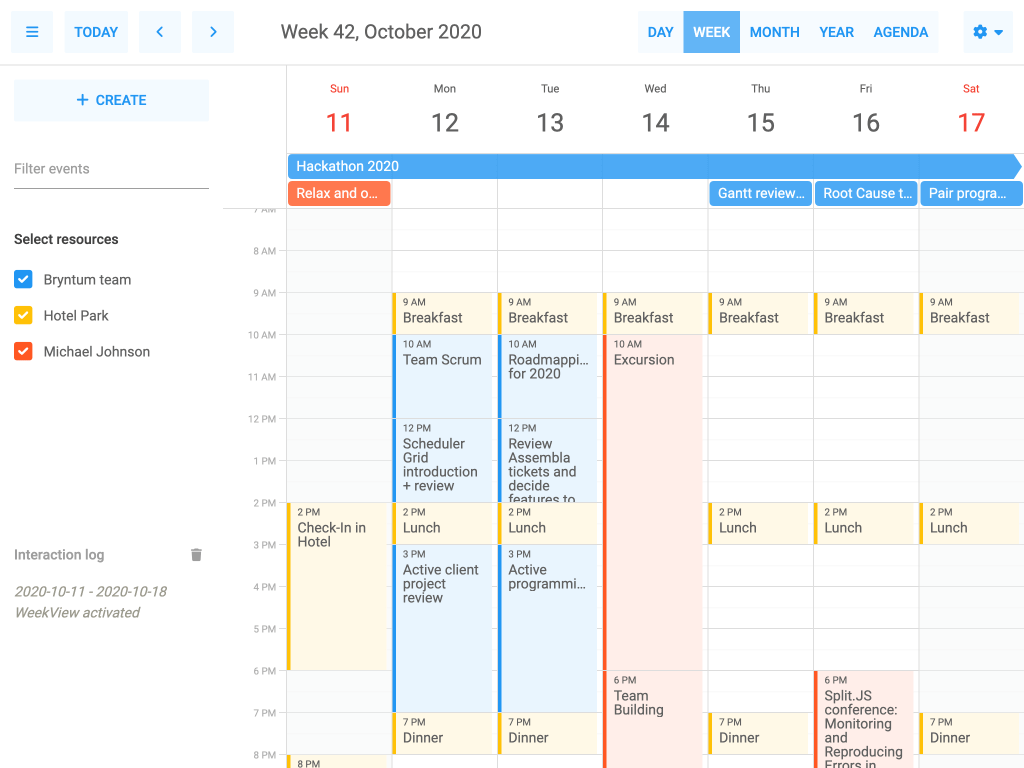 TODAY
Week 42, October 2020
DAY
WEEK
MONTH
YEAR
AGENDA
CREATE
Filter events
Select resources
Bryntum team
Hotel Park
Michael Johnson
Interaction log
2020-10-11 - 2020-10-18
WeekView activated
Sun
11
Mon
12
Tue
13
Wed
14
Thu
15
Fri
16
Sat
17
Hackathon 2020
Relax and o...
Gantt review...
Root Cause t...
Pair progra...
7 AM
8 AM
9 AM
10 AM
11 AM
12 PM
1 PM
2 PM
3 PM
4 PM
5 PM
6 PM
7 PM
8 PM
2 PM
Check-In in
Hotel
8 PM
9 AM
Breakfast
10 AM
Team Scrum
12 PM
Scheduler
Grid
introduction
+ review
2 PM
Lunch
3 PM
Active client
project
review
7 PM
Dinner
9 AM
Breakfast
10 AM
Roadmappi...
for 2020
12 PM
Review
Assembla
tickets and
decide
features to
2 PM
Lunch
3 PM
Active
programmi...
7 PM
Dinner
9 AM
Breakfast
10 AM
Excursion
6 PM
Team
Building
9 AM
Breakfast
2 PM
Lunch
7 PM
Dinner
9 AM
Breakfast
2 PM
Lunch
6 PM
Split.JS
conference:
Monitoring
and
Reproducing
Errors in
9 AM
Breakfast
2 PM
Lunch
7 PM
Dinner